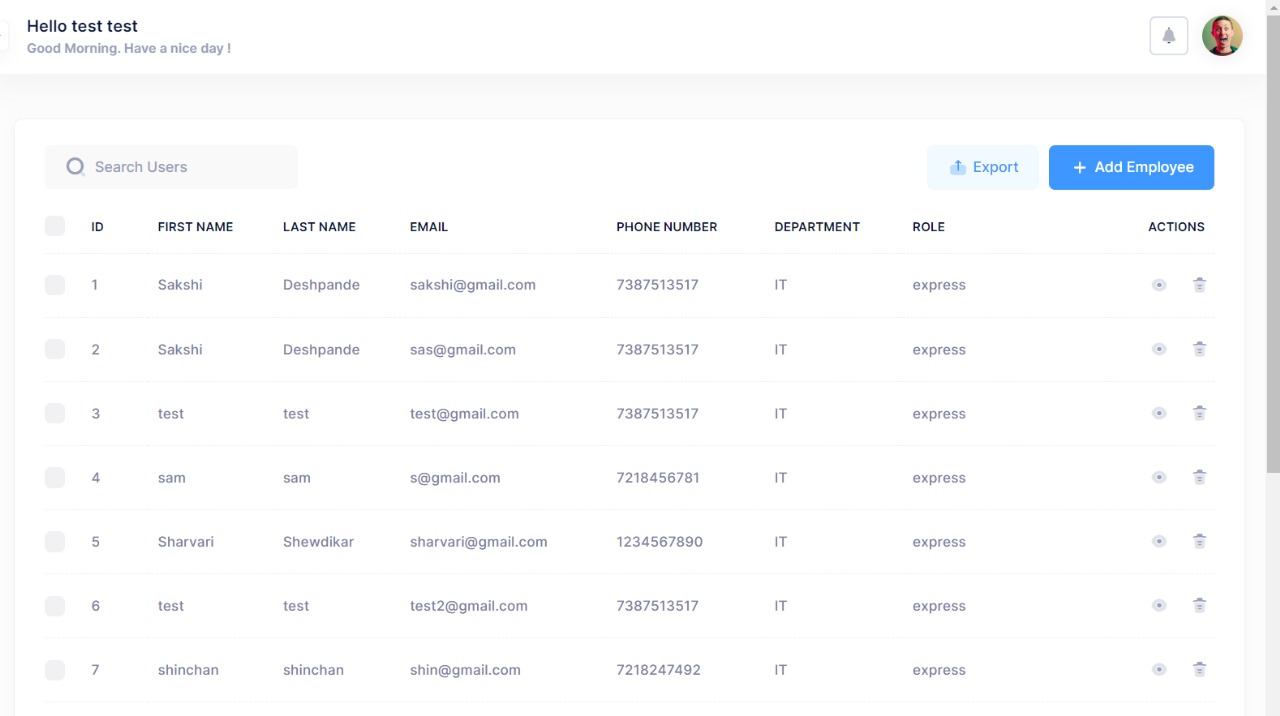 Hello test test
Good Morning. Have a nice day !
Search Users
Export
+ Add Employee
ID FIRST NAME LAST NAME EMAIL PHONE NUMBER DEPARTMENT ROLE ACTIONS
1 Sakshi Deshpande sakshi@gmail.com 7387513517 IT express
2 Sakshi Deshpande sas@gmail.com 7387513517 IT express
3 test test test@gmail.com 7387513517 IT express
4 sam sam s@gmail.com 7218456781 IT express
5 Sharvari Shewdikar sharvari@gmail.com 1234567890 IT express
6 test test test2@gmail.com 7387513517 IT express
7 shinchan shinchan shin@gmail.com 7218247492 IT express